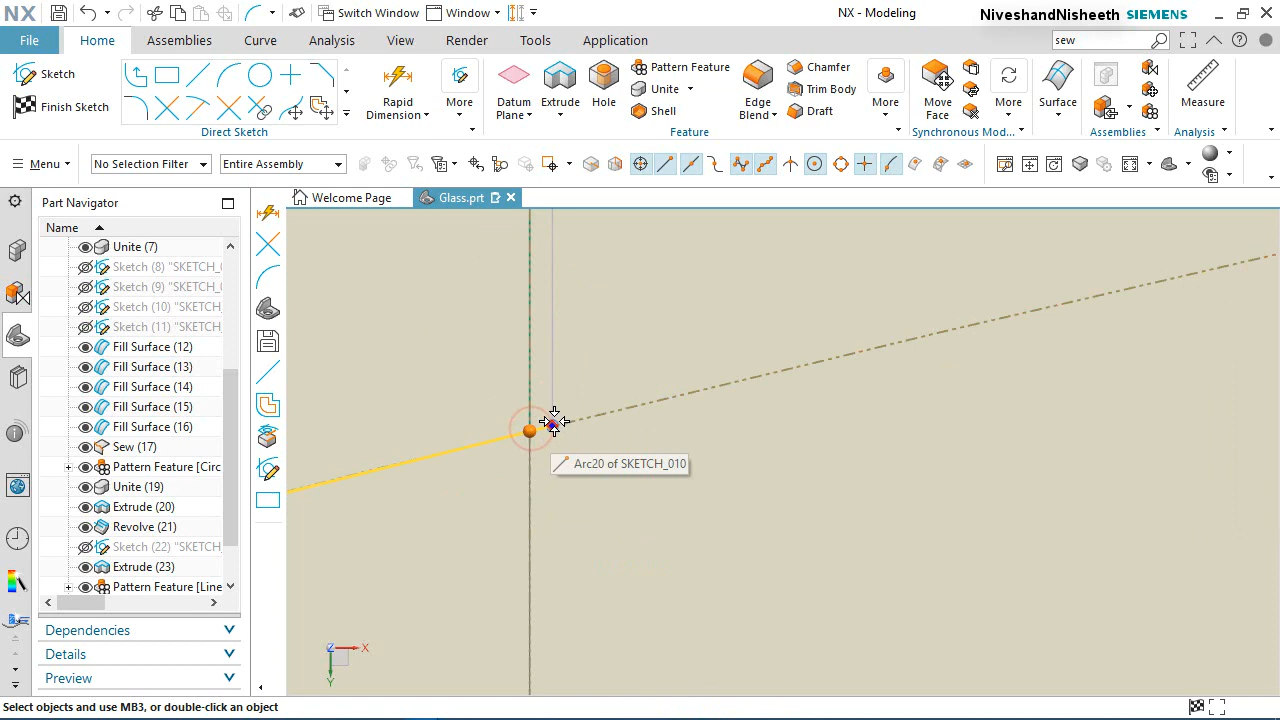 NX
Switch Window
Window
NX - Modeling
NiveshandNisheeth SIEMENS
File
Home
Assemblies
Curve
Analysis
View
Render
Tools
Application
sew
Sketch
Finish Sketch
Direct Sketch
Rapid Dimension
More
Datum Plane
Extrude
Hole
Pattern Feature
Unite
Shell
Edge Blend
Chamfer
Trim Body
Draft
More
Feature
Move Face
More
Synchronous Mod...
Surface
Assemblies
Measure
Analysis
Menu
No Selection Filter
Entire Assembly
Part Navigator
Welcome Page
Glass.prt
Name
Unite (7)
Sketch (8) "SKETCH_0
Sketch (9) "SKETCH_0
Sketch (10) "SKETCH_
Sketch (11) "SKETCH_
Fill Surface (12)
Fill Surface (13)
Fill Surface (14)
Fill Surface (15)
Fill Surface (16)
Sew (17)
Pattern Feature [Circ
Unite (19)
Extrude (20)
Revolve (21)
Sketch (22) "SKETCH_
Extrude (23)
Pattern Feature [Line
Dependencies
Details
Preview
Arc20 of SKETCH_010
Z
X
Y
Select objects and use MB3, or double-click an object